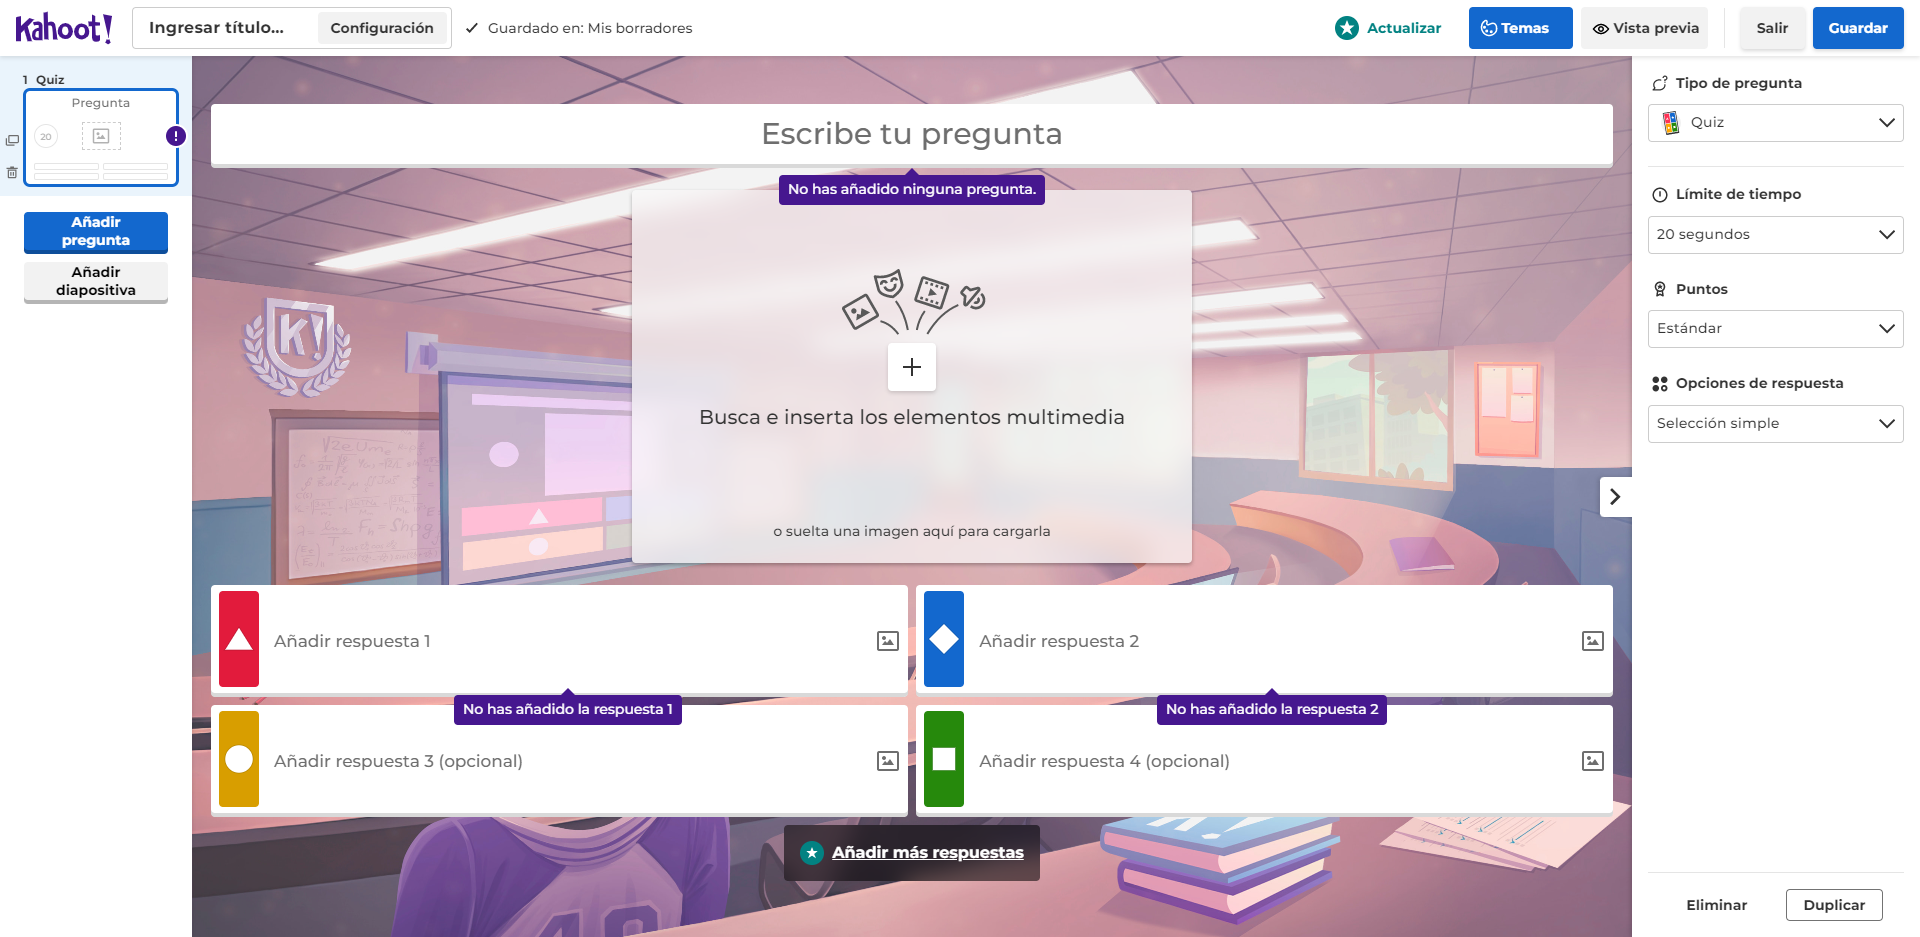 Kahoot!
Ingresar título...
Configuración
Guardado en: Mis borradores
Actualizar
Temas
Vista previa
Salir
Guardar
1 Quiz
Pregunta
20
Añadir
pregunta
Añadir
diapositiva
Escribe tu pregunta
No has añadido ninguna pregunta.
Busca e inserta los elementos multimedia
o suelta una imagen aquí para cargarla
K!
Añadir respuesta 1
Añadir respuesta 2
No has añadido la respuesta 1
No has añadido la respuesta 2
Añadir respuesta 3 (opcional)
Añadir respuesta 4 (opcional)
Añadir más respuestas
Tipo de pregunta
Quiz
Límite de tiempo
20 segundos
Puntos
Estándar
Opciones de respuesta
Selección simple
Eliminar
Duplicar